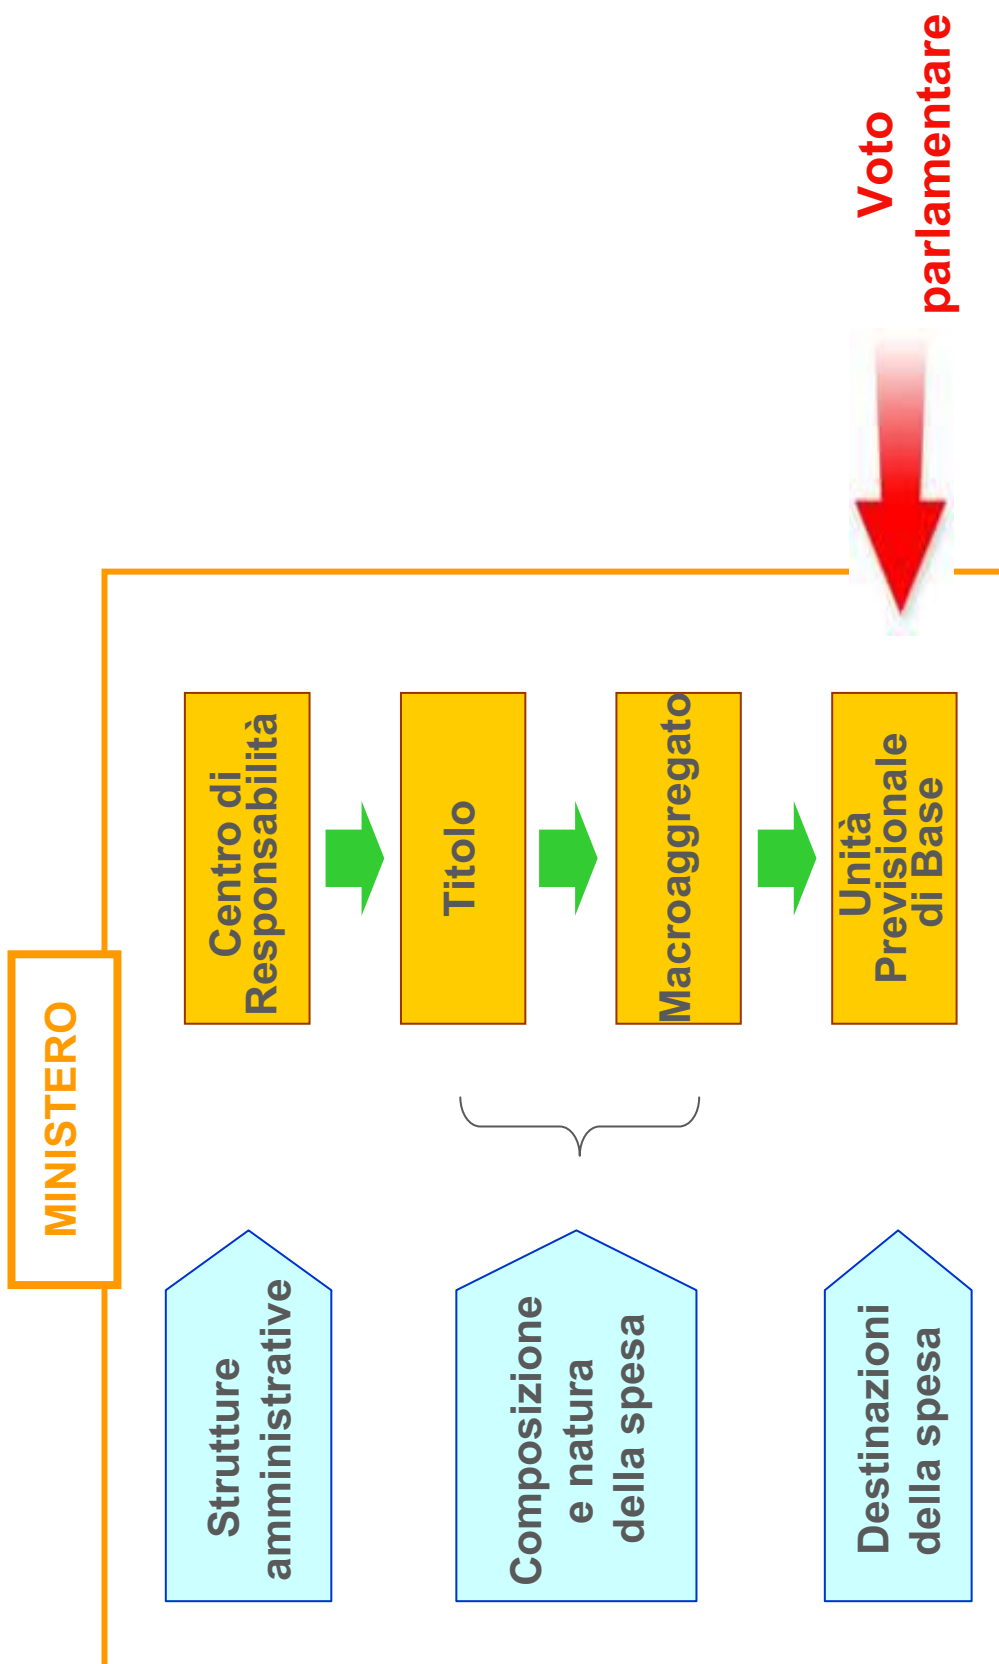 MINISTERO
Strutture
amministrative
Centro di
Responsabilità
Composizione
e natura
della spesa
Titolo
Macroaggregato
Destinazioni
della spesa
Unità
Previsionale
di Base
Voto
parlamentare